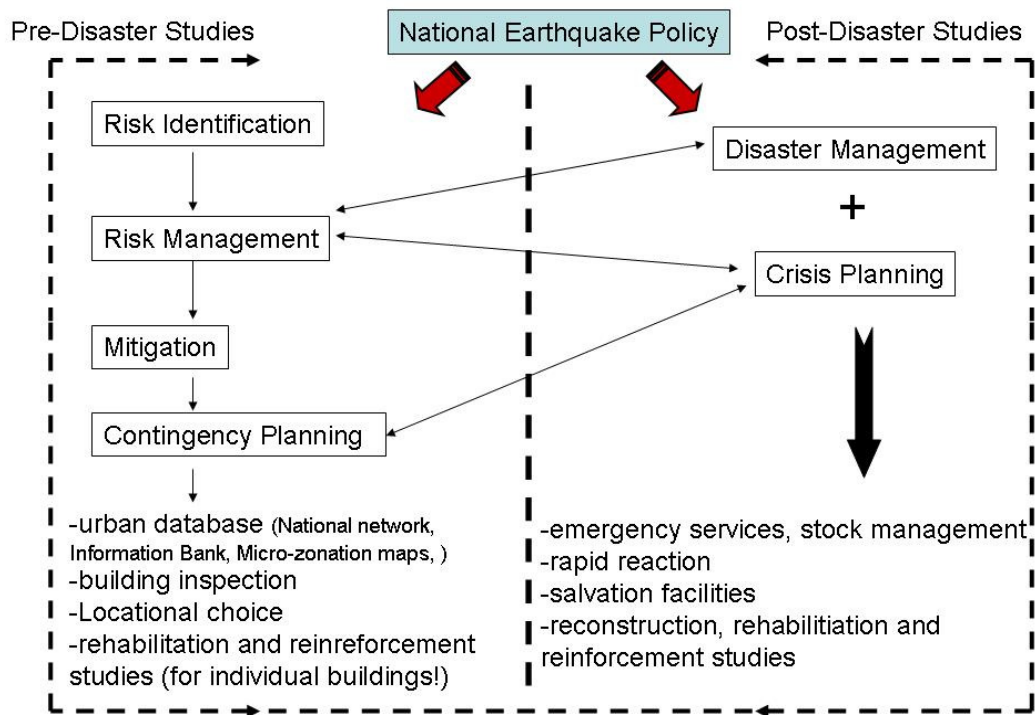 Pre-Disaster Studies
National Earthquake Policy
Post-Disaster Studies
Risk Identification
Risk Management
Mitigation
Contingency Planning
-urban database (National network,
Information Bank, Micro-zonation maps, )
-building inspection
-Locational choice
-rehabilitation and reinreforcement
studies (for individual buildings!)
Disaster Management
+
Crisis Planning
-emergency services, stock management
-rapid reaction
-salvation facilities
-reconstruction, rehabilitiation and
reinforcement studies